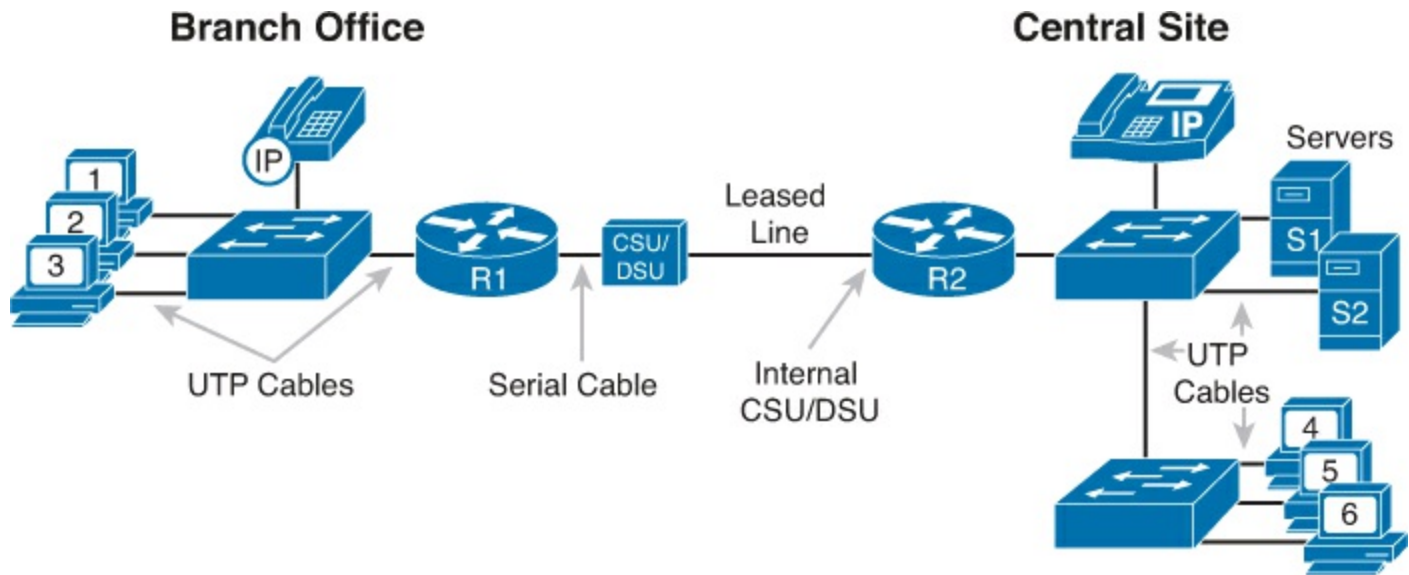 Branch Office
Central Site
IP
IP
Servers
1
2
3
Leased
Line
CSU/
DSU
R1
R2
S1
S2
UTP Cables
Serial Cable
Internal
CSU/DSU
UTP
Cables
4
5
6